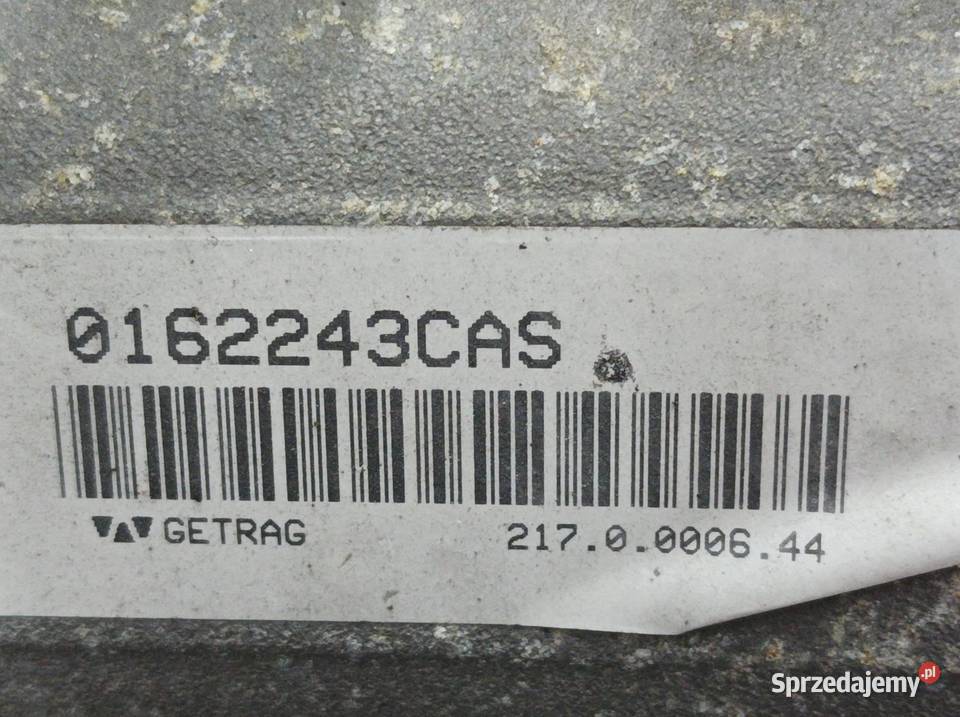 0162243CAS
GETRAG 217.0.0006.44
Sprzedajemy.pl